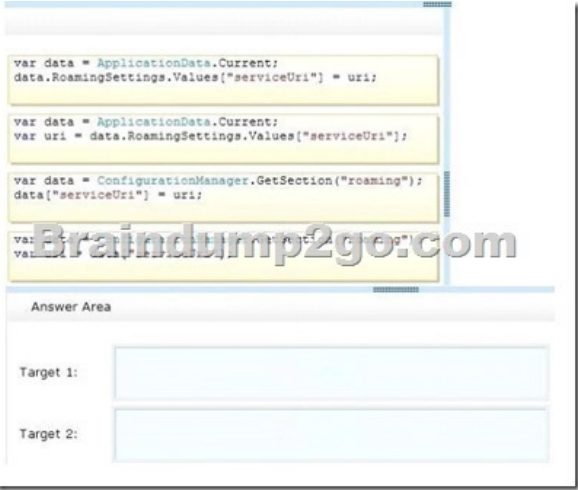 var data = ApplicationData.Current;
data.RoamingSettings.Values["serviceUri"] = uri;
var data = ApplicationData.Current;
var uri = data.RoamingSettings.Values["serviceUri"];
var data = ConfigurationManager.GetSection("roaming");
data["serviceUri"] = uri;
Braindump2go.com
Answer Area
Target 1:
Target 2: